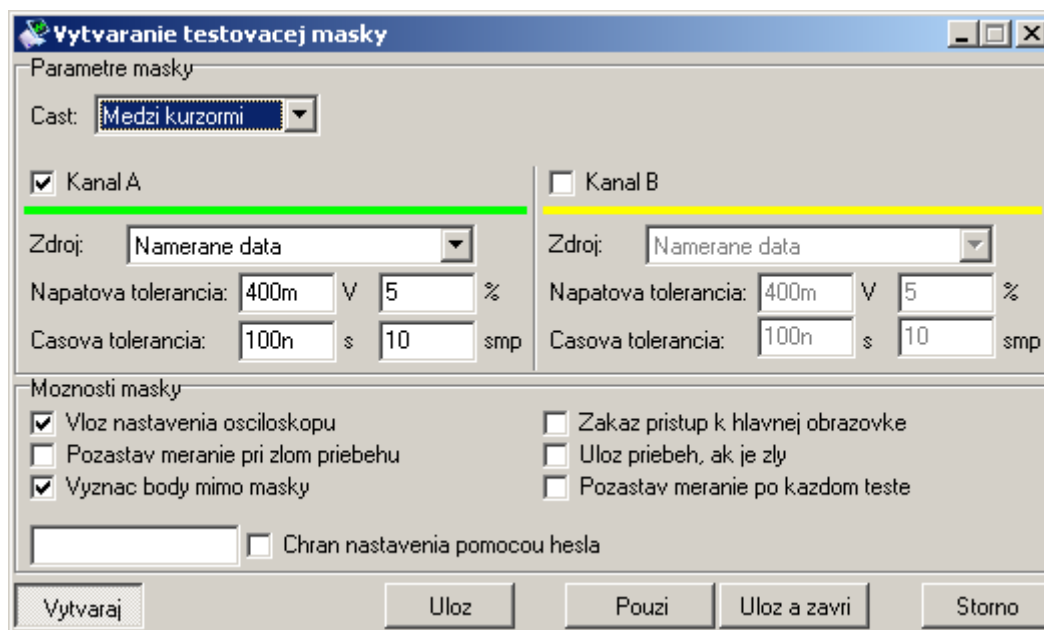 Vytvaranie testovacej masky
Parametre masky
Cast: Medzi kurzormi
Kanal A
Zdroj: Namerane data
Napatova tolerancia: 400m V 5 %
Casova tolerancia: 100n s 10 smp
Kanal B
Zdroj: Namerane data
Napatova tolerancia: 400m V 5 %
Casova tolerancia: 100n s 10 smp
Moznosti masky
Vloz nastavenia osciloskopu
Pozastav meranie pri zlom priebehu
Vyznac body mimo masky
Zakaz pristup k hlavnej obrazovke
Uloz priebeh, ak je zly
Pozastav meranie po kazdom teste
Chran nastavenia pomocou hesla
Vytvaraj Uloz Pouzi Uloz a zavri Storno